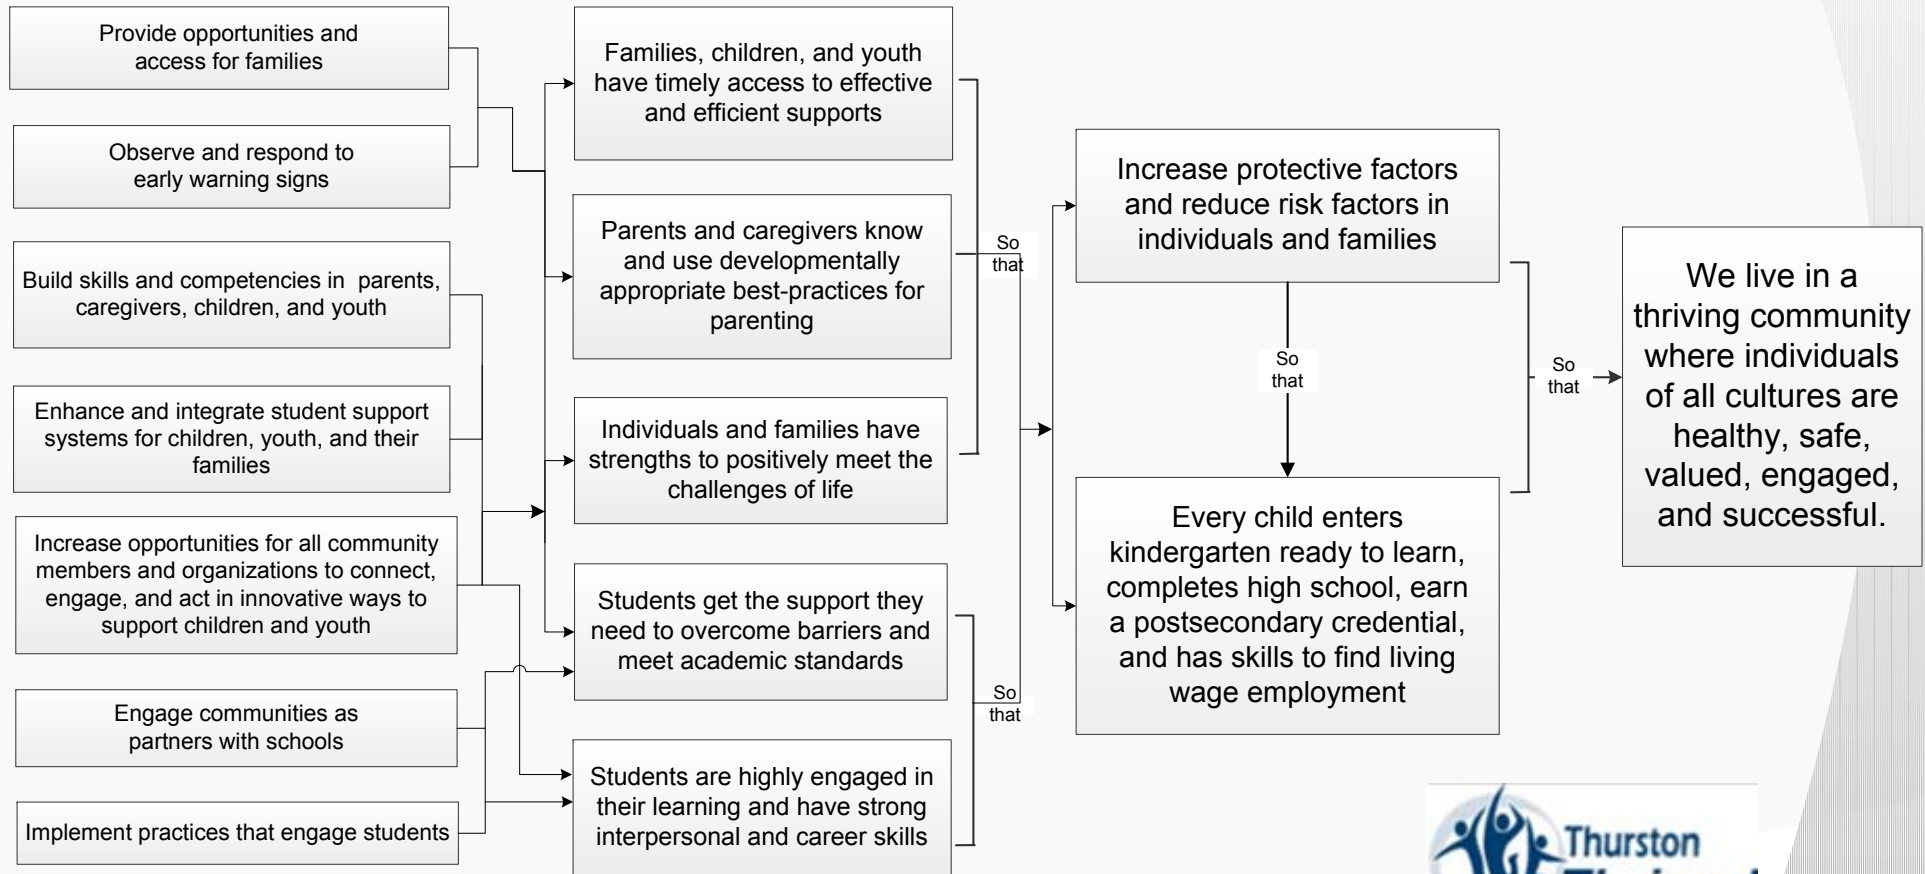 Provide opportunities and
access for families
Observe and respond to
early warning signs
Build skills and competencies in parents,
caregivers, children, and youth
Enhance and integrate student support
systems for children, youth, and their
families
Increase opportunities for all community
members and organizations to connect,
engage, and act in innovative ways to
support children and youth
Engage communities as
partners with schools
Implement practices that engage students
Families, children, and youth
have timely access to effective
and efficient supports
Parents and caregivers know
and use developmentally
appropriate best-practices for
parenting
Individuals and families have
strengths to positively meet the
challenges of life
Students get the support they
need to overcome barriers and
meet academic standards
Students are highly engaged in
their learning and have strong
interpersonal and career skills
So
that
So
that
Increase protective factors
and reduce risk factors in
individuals and families
So
that
Every child enters
kindergarten ready to learn,
completes high school, earn
a postsecondary credential,
and has skills to find living
wage employment
So
that
We live in a
thriving community
where individuals
of all cultures are
healthy, safe,
valued, engaged,
and successful.
Thurston